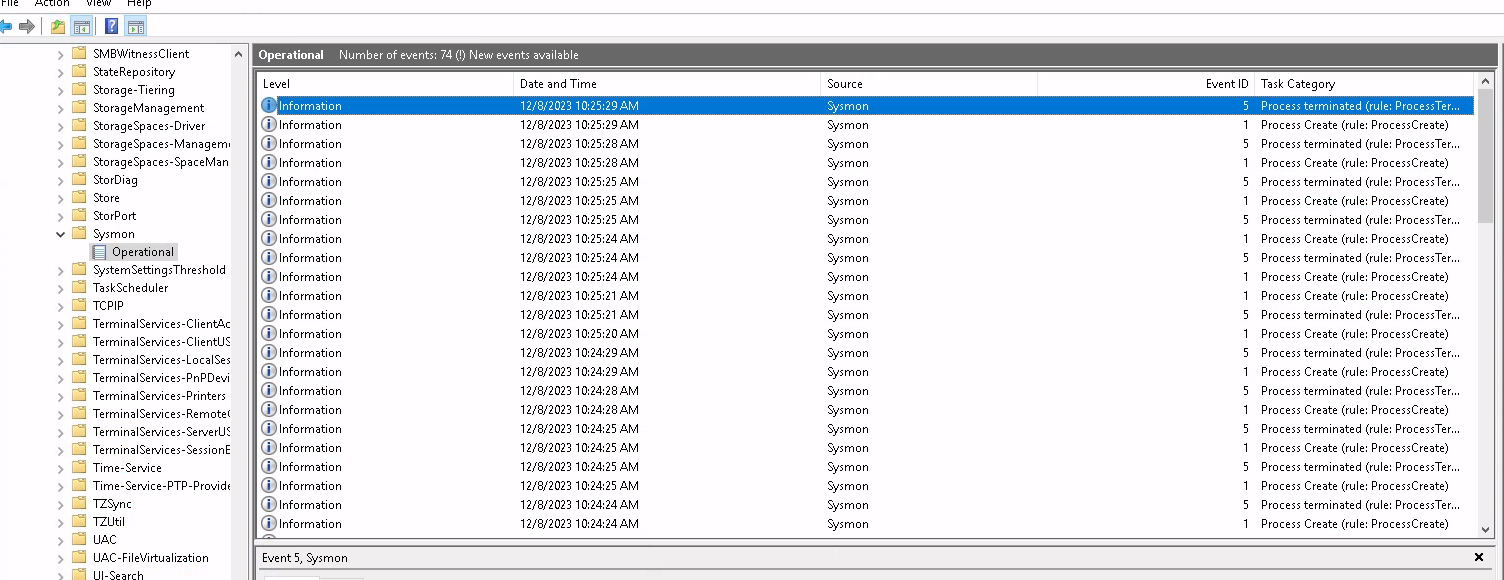 File Action View Help
SMBWitnessClient
StateRepository
Storage-Tiering
StorageManagement
StorageSpaces-Driver
StorageSpaces-Managem
StorageSpaces-SpaceMan
StorDiag
Store
StorPort
Sysmon
Operational
SystemSettingsThreshold
TaskScheduler
TCPIP
TerminalServices-ClientAc
TerminalServices-ClientUS
TerminalServices-LocalSes
TerminalServices-PnPDevi
TerminalServices-Printers
TerminalServices-Remote
TerminalServices-ServerUS
TerminalServices-SessionE
Time-Service
Time-Service-PTP-Provide
TZSync
TZUtil
UAC
UAC-FileVirtualization
UI-Search
Operational Number of events: 74 (!) New events available
Level Date and Time Source Event ID Task Category
Information 12/8/2023 10:25:29 AM Sysmon 5 Process terminated (rule: ProcessTer...
Information 12/8/2023 10:25:29 AM Sysmon 1 Process Create (rule: ProcessCreate)
Information 12/8/2023 10:25:28 AM Sysmon 5 Process terminated (rule: ProcessTer...
Information 12/8/2023 10:25:28 AM Sysmon 1 Process Create (rule: ProcessCreate)
Information 12/8/2023 10:25:25 AM Sysmon 5 Process terminated (rule: ProcessTer...
Information 12/8/2023 10:25:25 AM Sysmon 1 Process Create (rule: ProcessCreate)
Information 12/8/2023 10:25:25 AM Sysmon 5 Process terminated (rule: ProcessTer...
Information 12/8/2023 10:25:24 AM Sysmon 1 Process Create (rule: ProcessCreate)
Information 12/8/2023 10:25:24 AM Sysmon 5 Process terminated (rule: ProcessTer...
Information 12/8/2023 10:25:24 AM Sysmon 1 Process Create (rule: ProcessCreate)
Information 12/8/2023 10:25:21 AM Sysmon 1 Process Create (rule: ProcessCreate)
Information 12/8/2023 10:25:21 AM Sysmon 5 Process terminated (rule: ProcessTer...
Information 12/8/2023 10:25:20 AM Sysmon 1 Process Create (rule: ProcessCreate)
Information 12/8/2023 10:24:29 AM Sysmon 5 Process terminated (rule: ProcessTer...
Information 12/8/2023 10:24:29 AM Sysmon 1 Process Create (rule: ProcessCreate)
Information 12/8/2023 10:24:28 AM Sysmon 5 Process terminated (rule: ProcessTer...
Information 12/8/2023 10:24:28 AM Sysmon 1 Process Create (rule: ProcessCreate)
Information 12/8/2023 10:24:25 AM Sysmon 5 Process terminated (rule: ProcessTer...
Information 12/8/2023 10:24:25 AM Sysmon 1 Process Create (rule: ProcessCreate)
Information 12/8/2023 10:24:25 AM Sysmon 5 Process terminated (rule: ProcessTer...
Information 12/8/2023 10:24:25 AM Sysmon 1 Process Create (rule: ProcessCreate)
Information 12/8/2023 10:24:24 AM Sysmon 5 Process terminated (rule: ProcessTer...
Information 12/8/2023 10:24:24 AM Sysmon 1 Process Create (rule: ProcessCreate)
Event 5, Sysmon